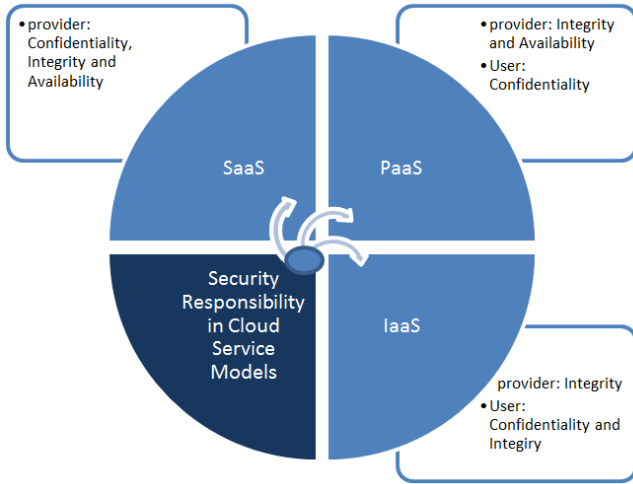 •provider:
Confidentiality,
Integrity and
Availability
•provider: Integrity
and Availability
•User:
Confidentiality
SaaS
PaaS
Security
Responsibility
in Cloud
Service
Models
IaaS
provider: Integrity
•User:
Confidentiality and
Integiry